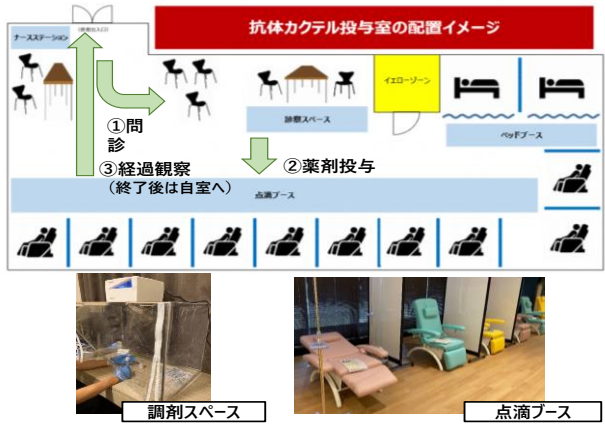 抗体カクテル投与室の配置イメージ
ナースステーション
イエローゾーン
①問
診
診察スペース
ベッドブース
②薬剤投与
③経過観察
（終了後は自室へ）
点滴ブース
調剤スペース
点滴ブース